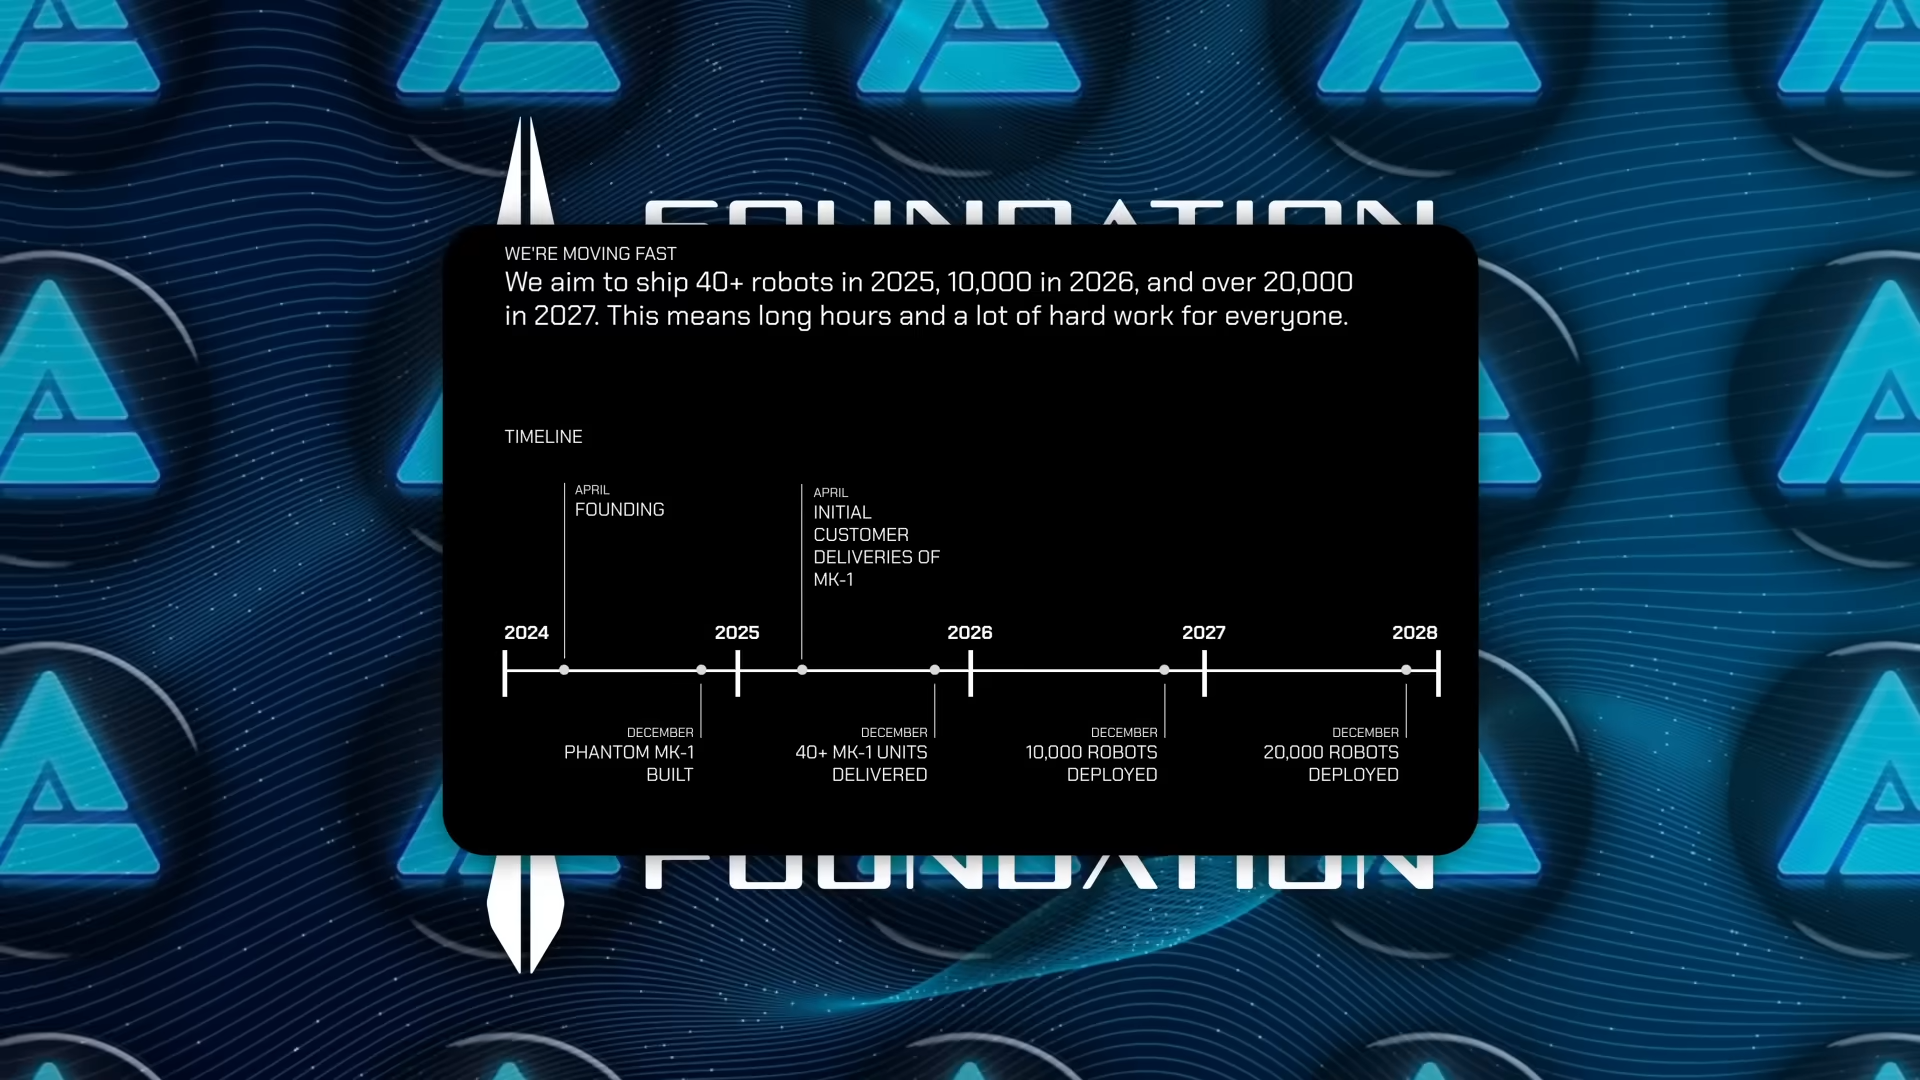 FOUNDATION
WE'RE MOVING FAST
We aim to ship 40+ robots in 2025, 10,000 in 2026, and over 20,000
in 2027. This means long hours and a lot of hard work for everyone.
TIMELINE
APRIL
FOUNDING
APRIL
INITIAL
CUSTOMER
DELIVERIES OF
MK-1
2024
2025
2026
2027
2028
DECEMBER
PHANTOM MK-1
BUILT
DECEMBER
40+ MK-1 UNITS
DELIVERED
DECEMBER
10,000 ROBOTS
DEPLOYED
DECEMBER
20,000 ROBOTS
DEPLOYED
FOUNDATION